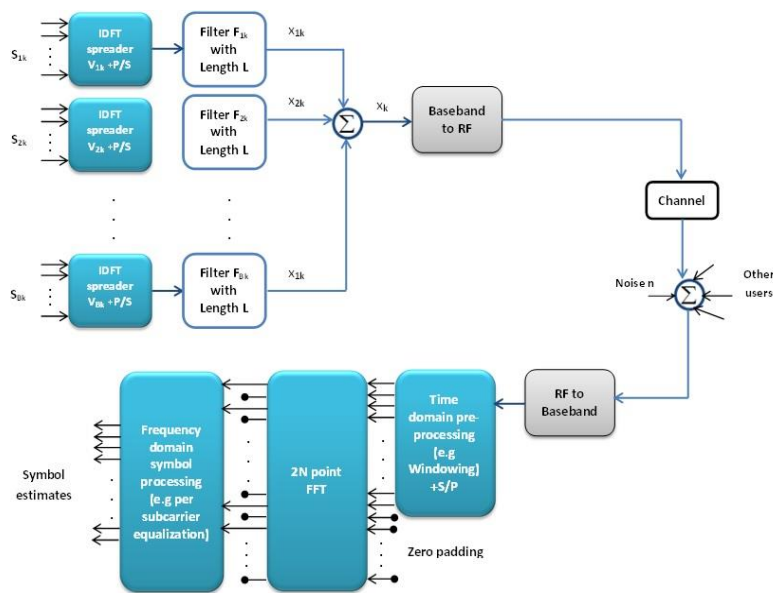 S1k
IDFT
spreader
V1k +P/S
Filter F1k
with
Length L
X1k
S2k
IDFT
spreader
V2k +P/S
Filter F2k
with
Length L
X2k
Σ
Xk
Baseband
to RF
Channel
SBk
IDFT
spreader
VBk +P/S
Filter FBk
with
Length L
X1k
Noise n
Σ
Other
users
Symbol
estimates
Frequency
domain
symbol
processing
(e.g per
subcarrier
equalization)
2N point
FFT
Time
domain pre-
processing
(e.g
Windowing)
+S/P
RF to
Baseband
Zero padding